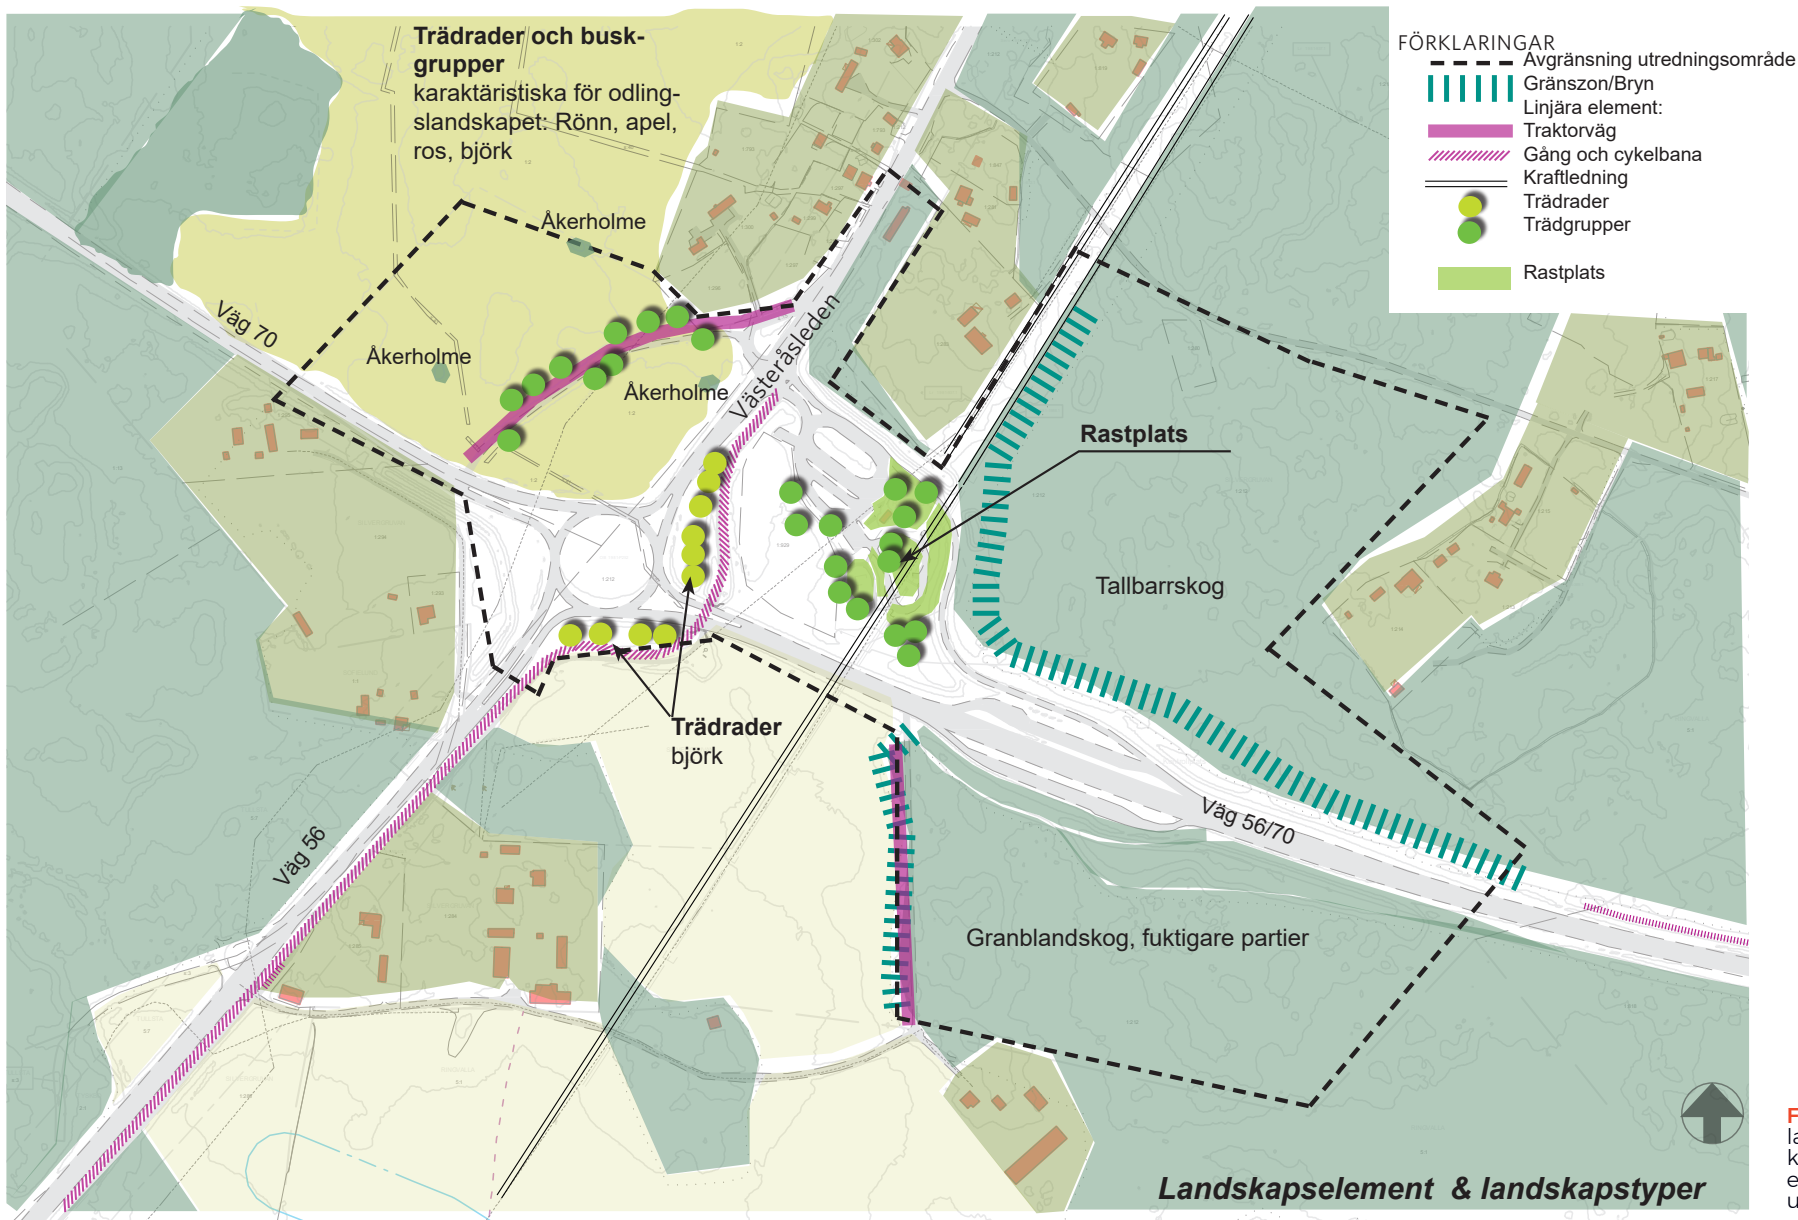 Trädrader och busk-
grupper
karaktäristiska för odling-
slandskapet: Rönn, apel,
ros, björk
FÖRKLARINGAR
Avgränsning utredningsområde
Gränszon/Bryn
Linjära element:
Traktorväg
Gång och cykelbana
Kraftledning
Trädrader
Trädgrupper
Rastplats
Åkerholme
Väg 70
Åkerholme
Åkerholme
Västeråsleden
Rastplats
Tallbarrskog
Trädrader
björk
Väg 56
Väg 56/70
Granblandskog, fuktigare partier
Landskapselement & landskapstyper